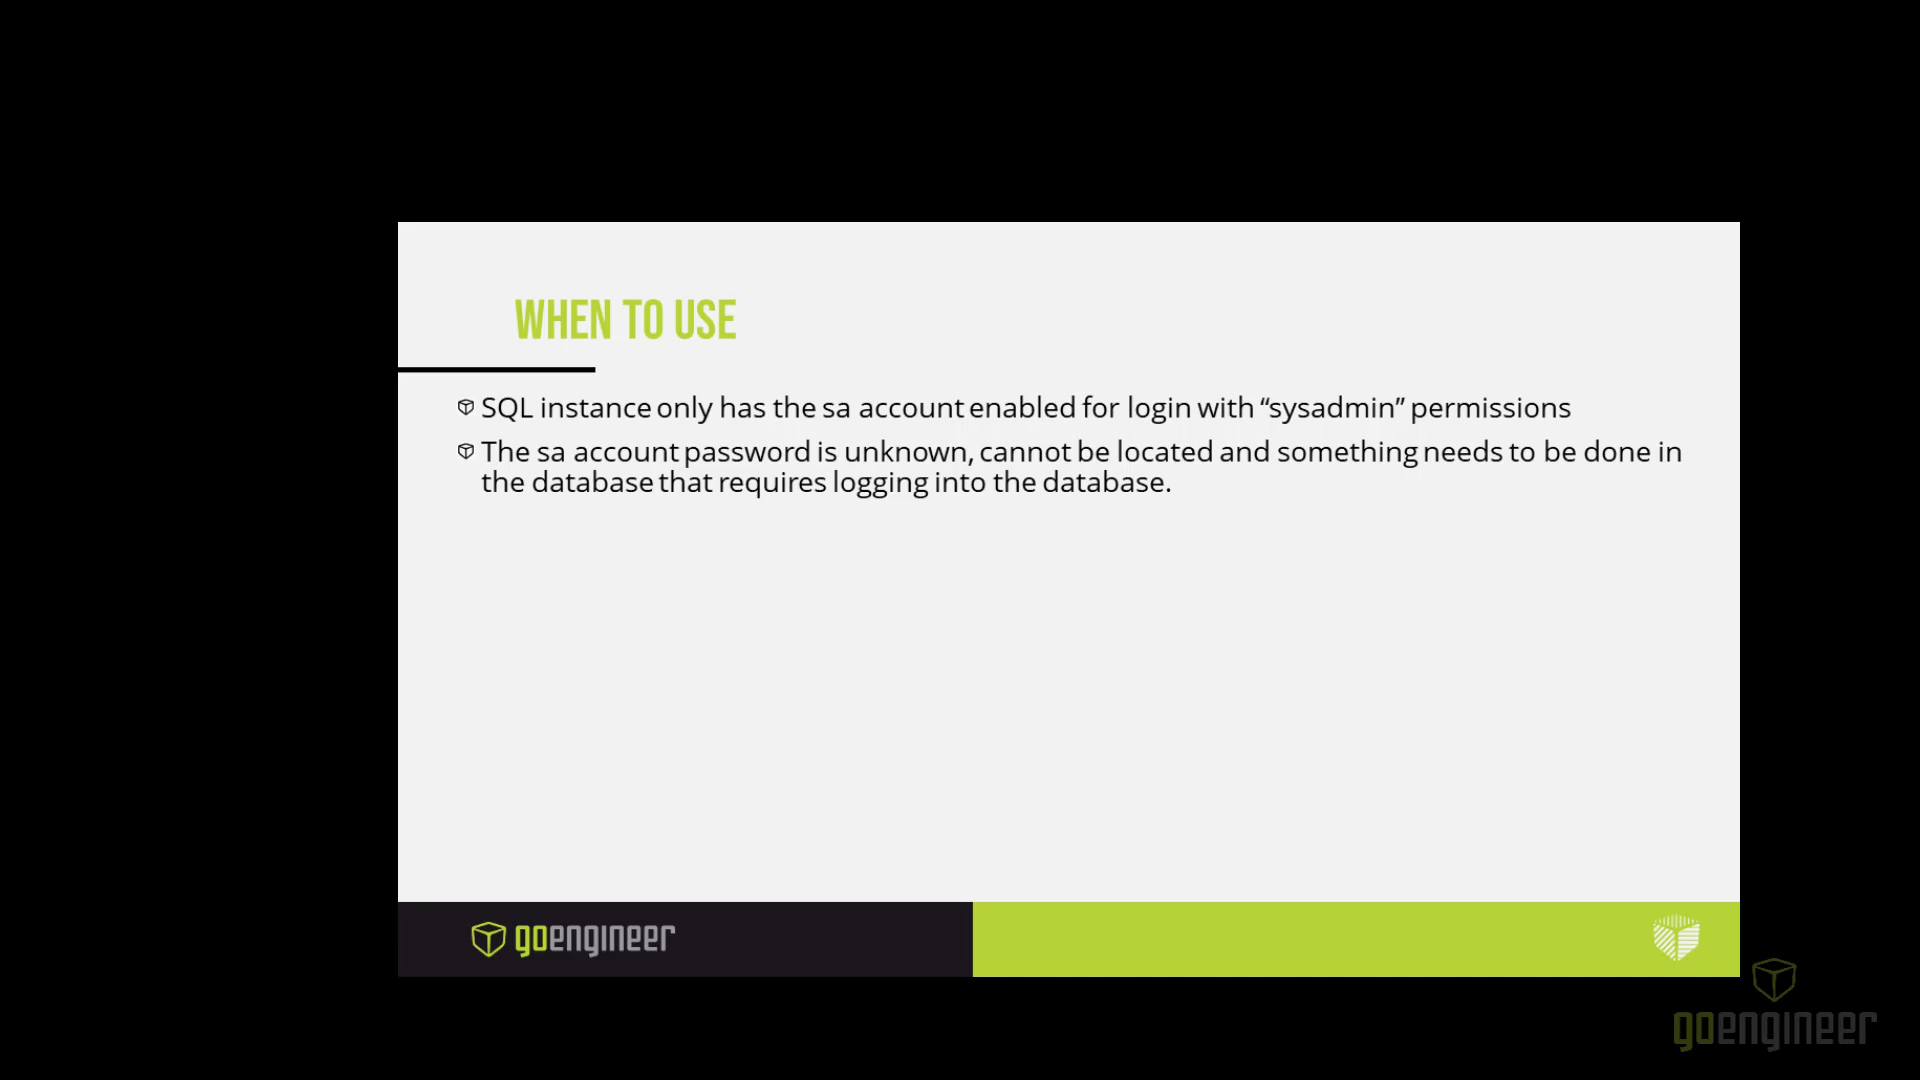 WHEN TO USE
SQL instance only has the sa account enabled for login with “sysadmin” permissions
The sa account password is unknown, cannot be located and something needs to be done in
the database that requires logging into the database.
goengineer
goengineer